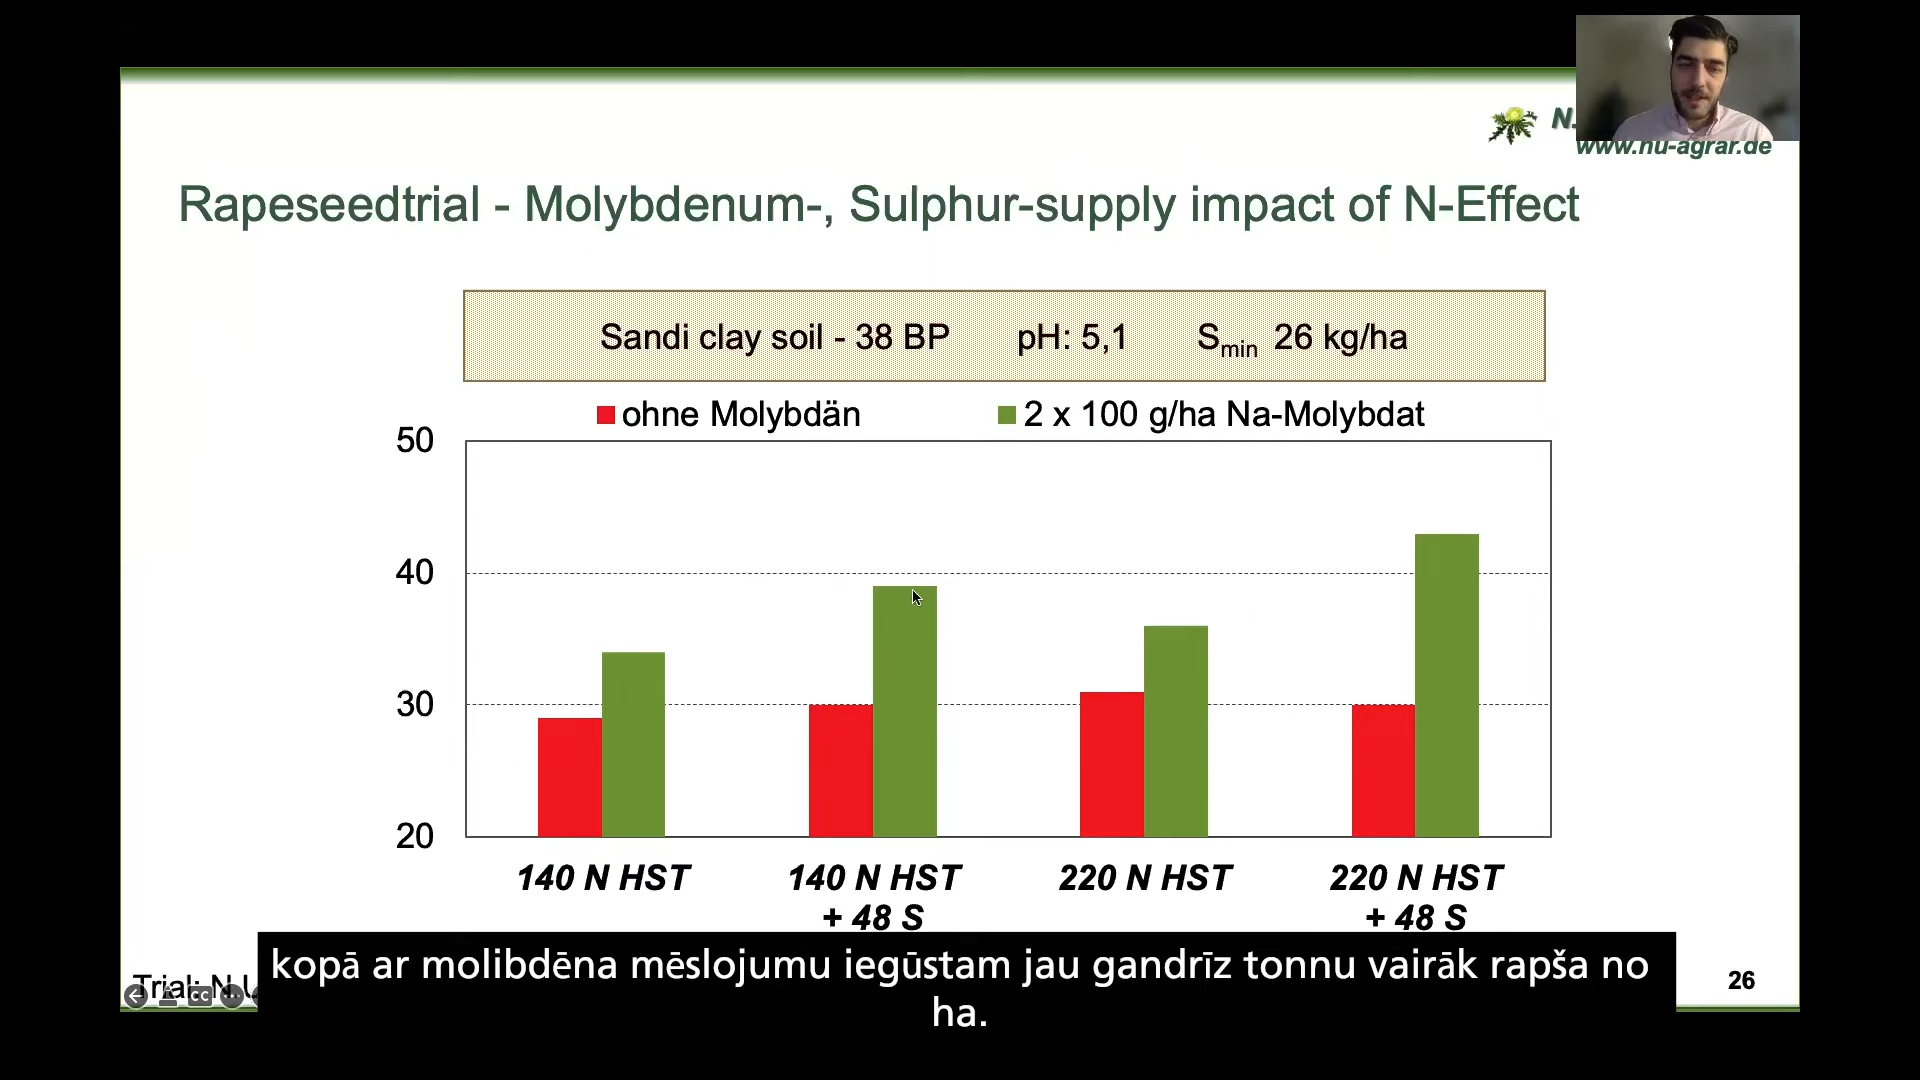 N.
www.nu-agrar.de
Rapeseedtrial - Molybdenum-, Sulphur-supply impact of N-Effect
Sandi clay soil - 38 BP pH: 5,1 Smin 26 kg/ha
ohne Molybdän 2 x 100 g/ha Na-Molybdat
50
40
30
20
140 N HST 140 N HST 220 N HST 220 N HST
+ 48 S + 48 S
Trial: N.U
CC
kopā ar molibdēna mēslojumu iegūstam jau gandrīz tonnu vairāk rapša no
ha.
26